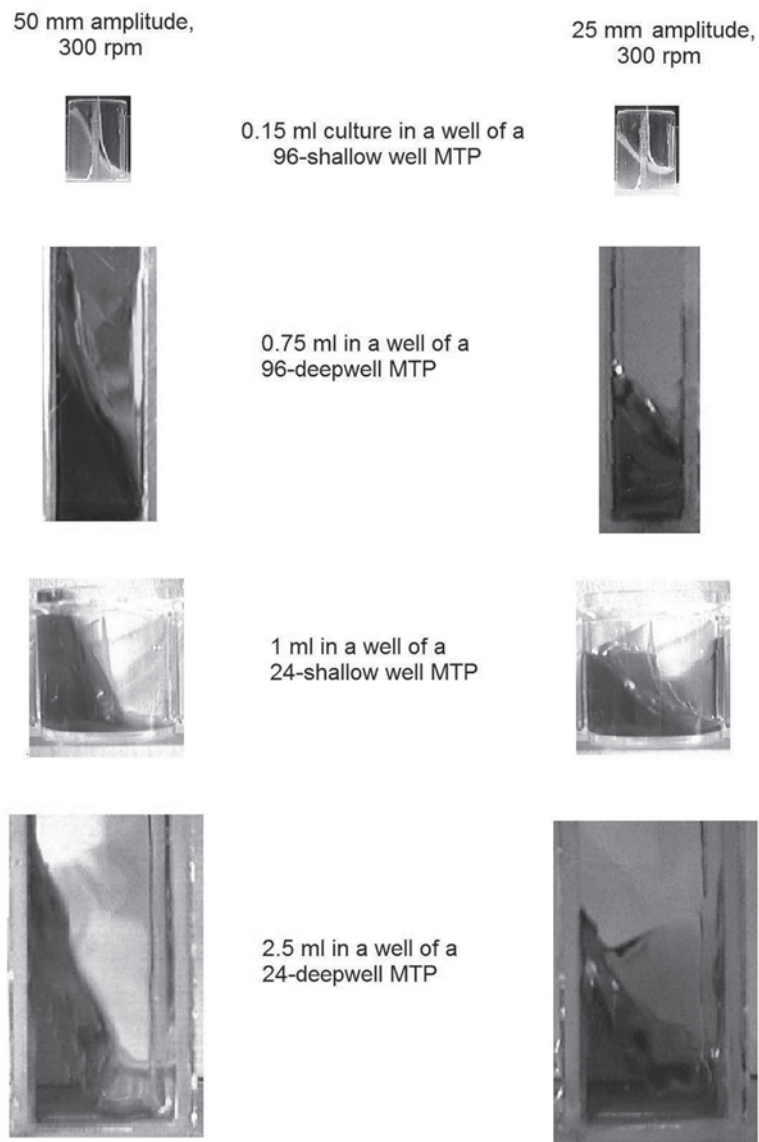 50 mm amplitude,
300 rpm
25 mm amplitude,
300 rpm
0.15 ml culture in a well of a
96-shallow well MTP
0.75 ml in a well of a
96-deepwell MTP
1 ml in a well of a
24-shallow well MTP
2.5 ml in a well of a
24-deepwell MTP